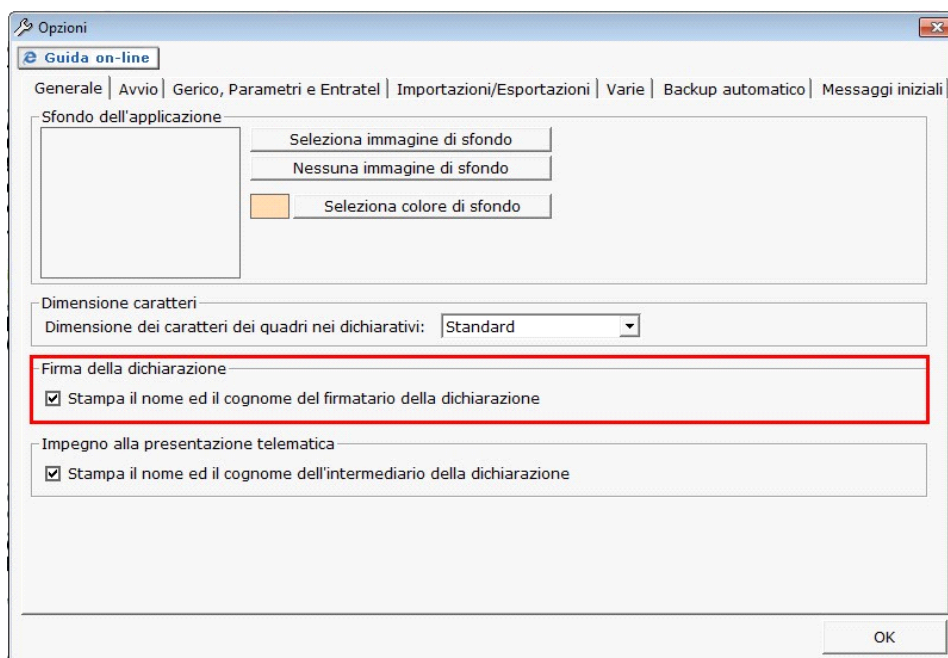 Opzioni
Guida on-line
Generale Avvio Gerico, Parametri e Entratel Importazioni/Esportazioni Varie Backup automatico Messaggi iniziali
Sfondo dell'applicazione
Seleziona immagine di sfondo
Nessuna immagine di sfondo
Seleziona colore di sfondo
Dimensione caratteri
Dimensione dei caratteri dei quadri nei dichiarativi: Standard
Firma della dichiarazione
Stampa il nome ed il cognome del firmatario della dichiarazione
Impegno alla presentazione telematica
Stampa il nome ed il cognome dell'intermediario della dichiarazione
OK